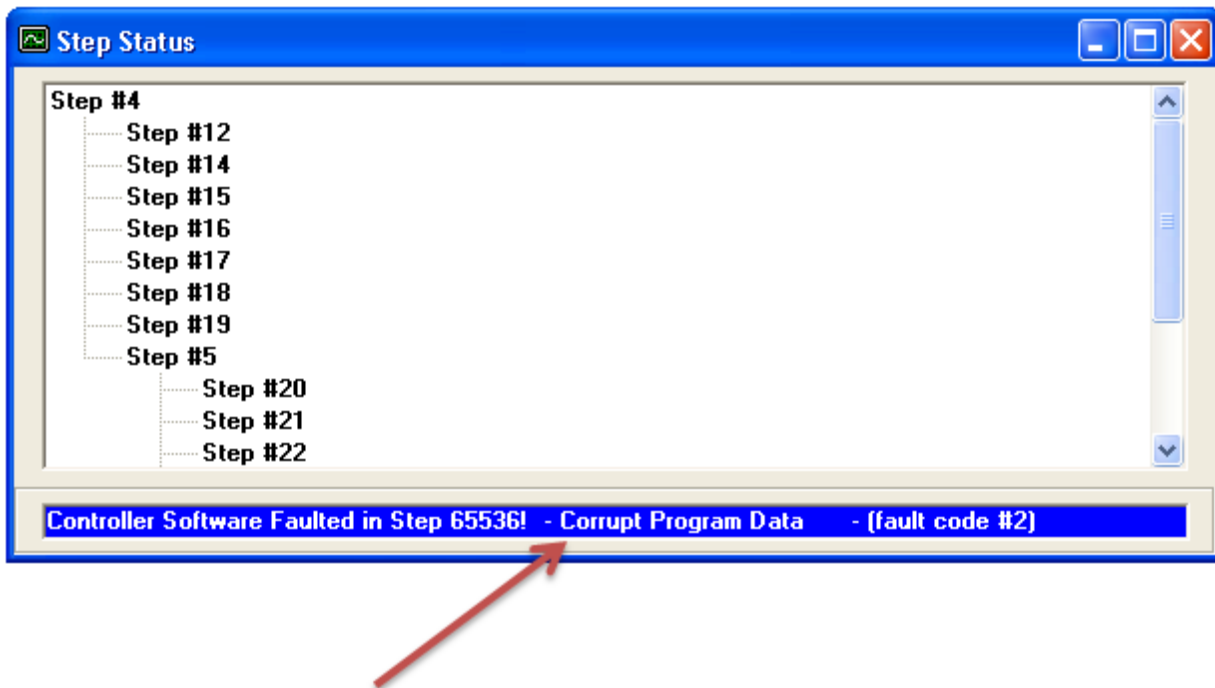 Step Status
Step #4
Step #12
Step #14
Step #15
Step #16
Step #17
Step #18
Step #19
Step #5
Step #20
Step #21
Step #22
Controller Software Faulted in Step 65536!  - Corrupt Program Data      - (fault code #2)